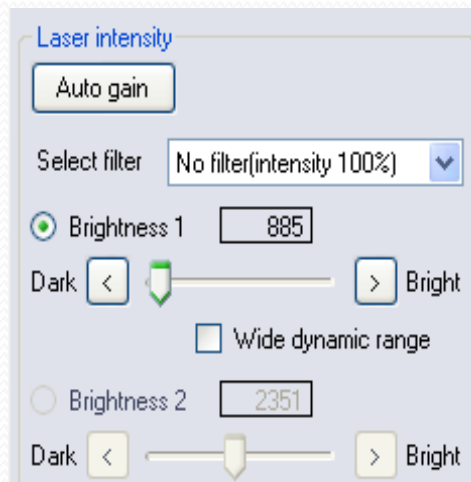 Laser intensity
Auto gain
Select filter No filter(intensity 100%)
Brightness 1 885
Dark < > Bright
Wide dynamic range
Brightness 2 2351
Dark < > Bright